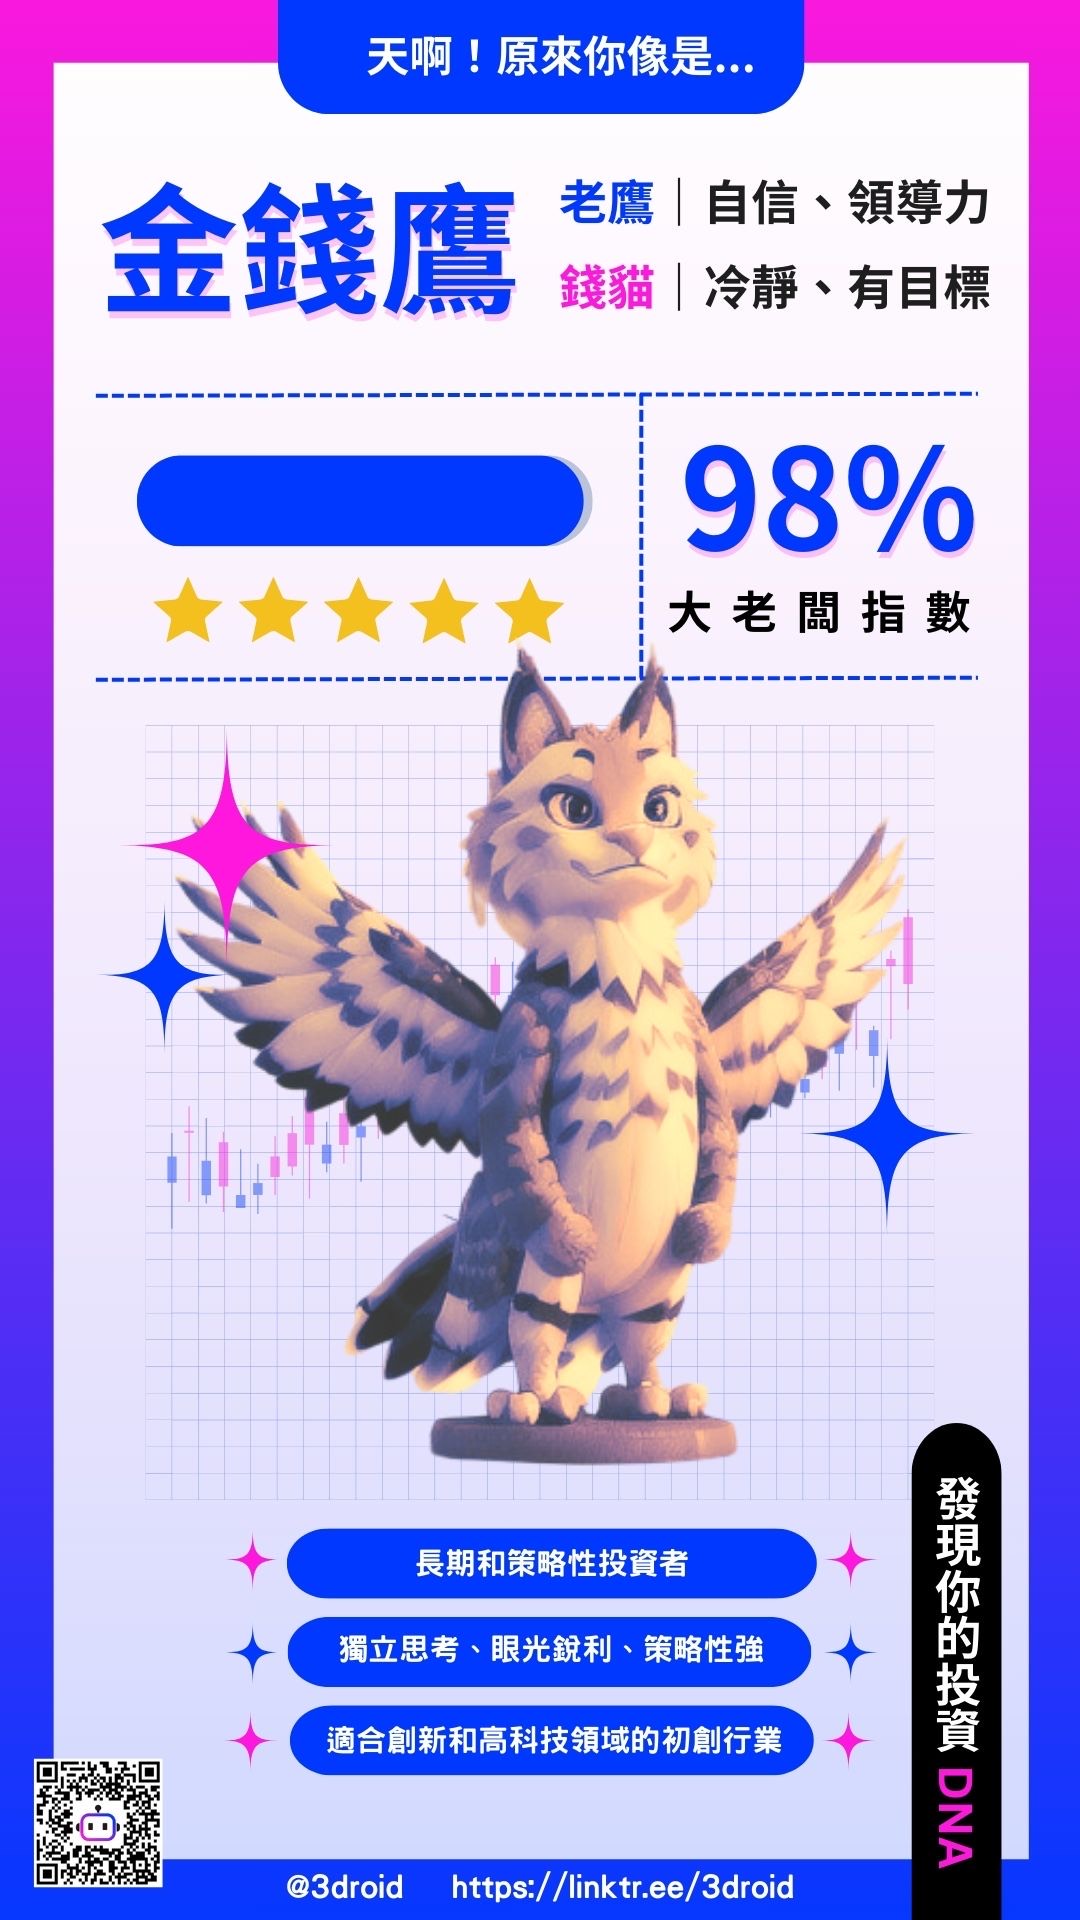 天啊！原來你像是...
金錢鷹
老鷹｜自信、領導力
錢貓｜冷靜、有目標
98%
大老闆指數
長期和策略性投資者
獨立思考、眼光銳利、策略性強
適合創新和高科技領域的初創行業
發現你的投資 DNA
@3droid https://linktr.ee/3droid